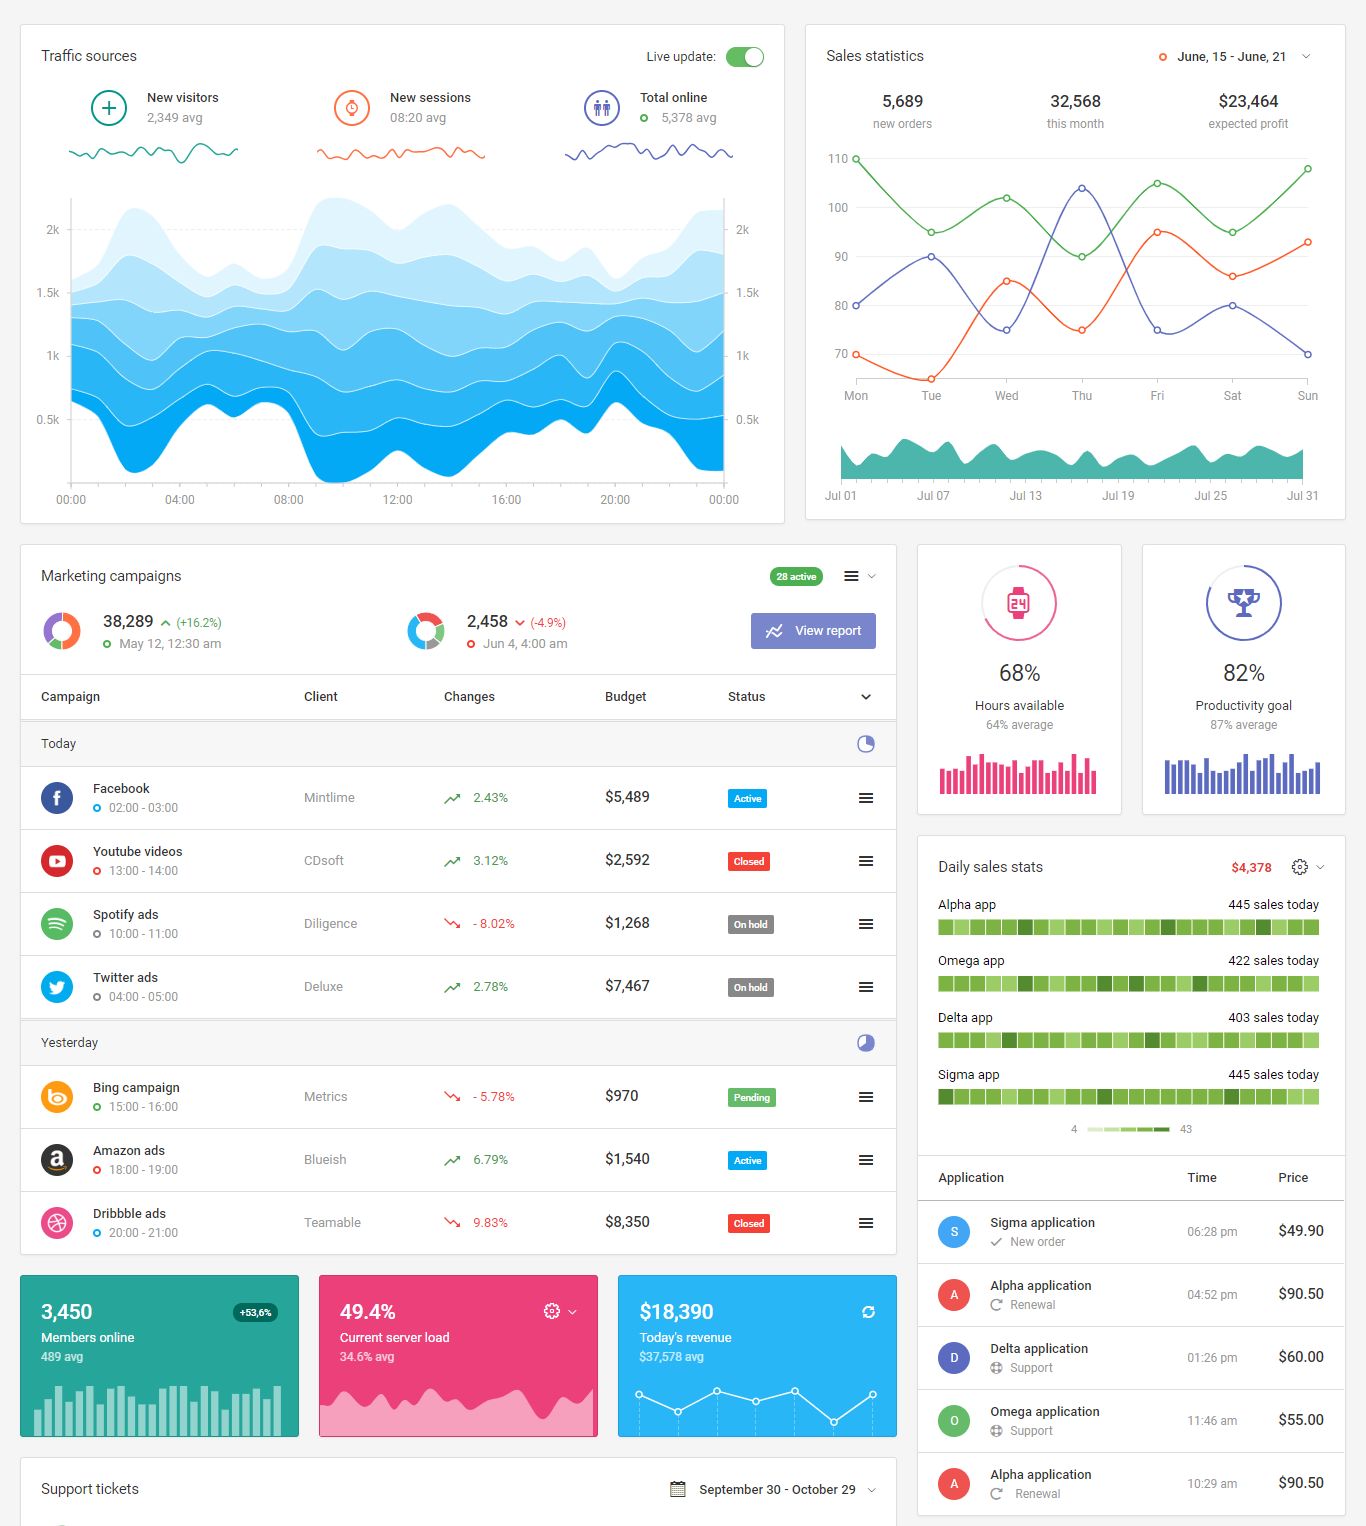 Traffic sources
Live update:
New visitors
2,349 avg
New sessions
08:20 avg
Total online
5,378 avg
2k
1.5k
1k
0.5k
2k
1.5k
1k
0.5k
00:00 04:00 08:00 12:00 16:00 20:00 00:00
Sales statistics
June, 15 - June, 21
5,689
new orders
32,568
this month
$23,464
expected profit
110
100
90
80
70
Mon Tue Wed Thu Fri Sat Sun
Jul 01 Jul 07 Jul 13 Jul 19 Jul 25 Jul 31
Marketing campaigns
28 active
38,289 (+16.2%)
May 12, 12:30 am
2,458 (-4.9%)
Jun 4, 4:00 am
View report
Campaign Client Changes Budget Status
Today
Facebook
02:00 - 03:00
Mintlime 2.43% $5,489 Active
Youtube videos
13:00 - 14:00
CDsoft 3.12% $2,592 Closed
Spotify ads
10:00 - 11:00
Diligence - 8.02% $1,268 On hold
Twitter ads
04:00 - 05:00
Deluxe 2.78% $7,467 On hold
Yesterday
Bing campaign
15:00 - 16:00
Metrics - 5.78% $970 Pending
Amazon ads
18:00 - 19:00
Blueish 6.79% $1,540 Active
Dribbble ads
20:00 - 21:00
Teamable 9.83% $8,350 Closed
24
68%
Hours available
64% average
82%
Productivity goal
87% average
Daily sales stats
$4,378
Alpha app 445 sales today
Omega app 422 sales today
Delta app 403 sales today
Sigma app 445 sales today
4 43
Application Time Price
S
Sigma application
New order
06:28 pm $49.90
A
Alpha application
Renewal
04:52 pm $90.50
D
Delta application
Support
01:26 pm $60.00
O
Omega application
Support
11:46 am $55.00
A
Alpha application
Renewal
10:29 am $90.50
3,450
+53,6%
Members online
489 avg
49.4%
Current server load
34.6% avg
$18,390
Today's revenue
$37,578 avg
Support tickets
September 30 - October 29